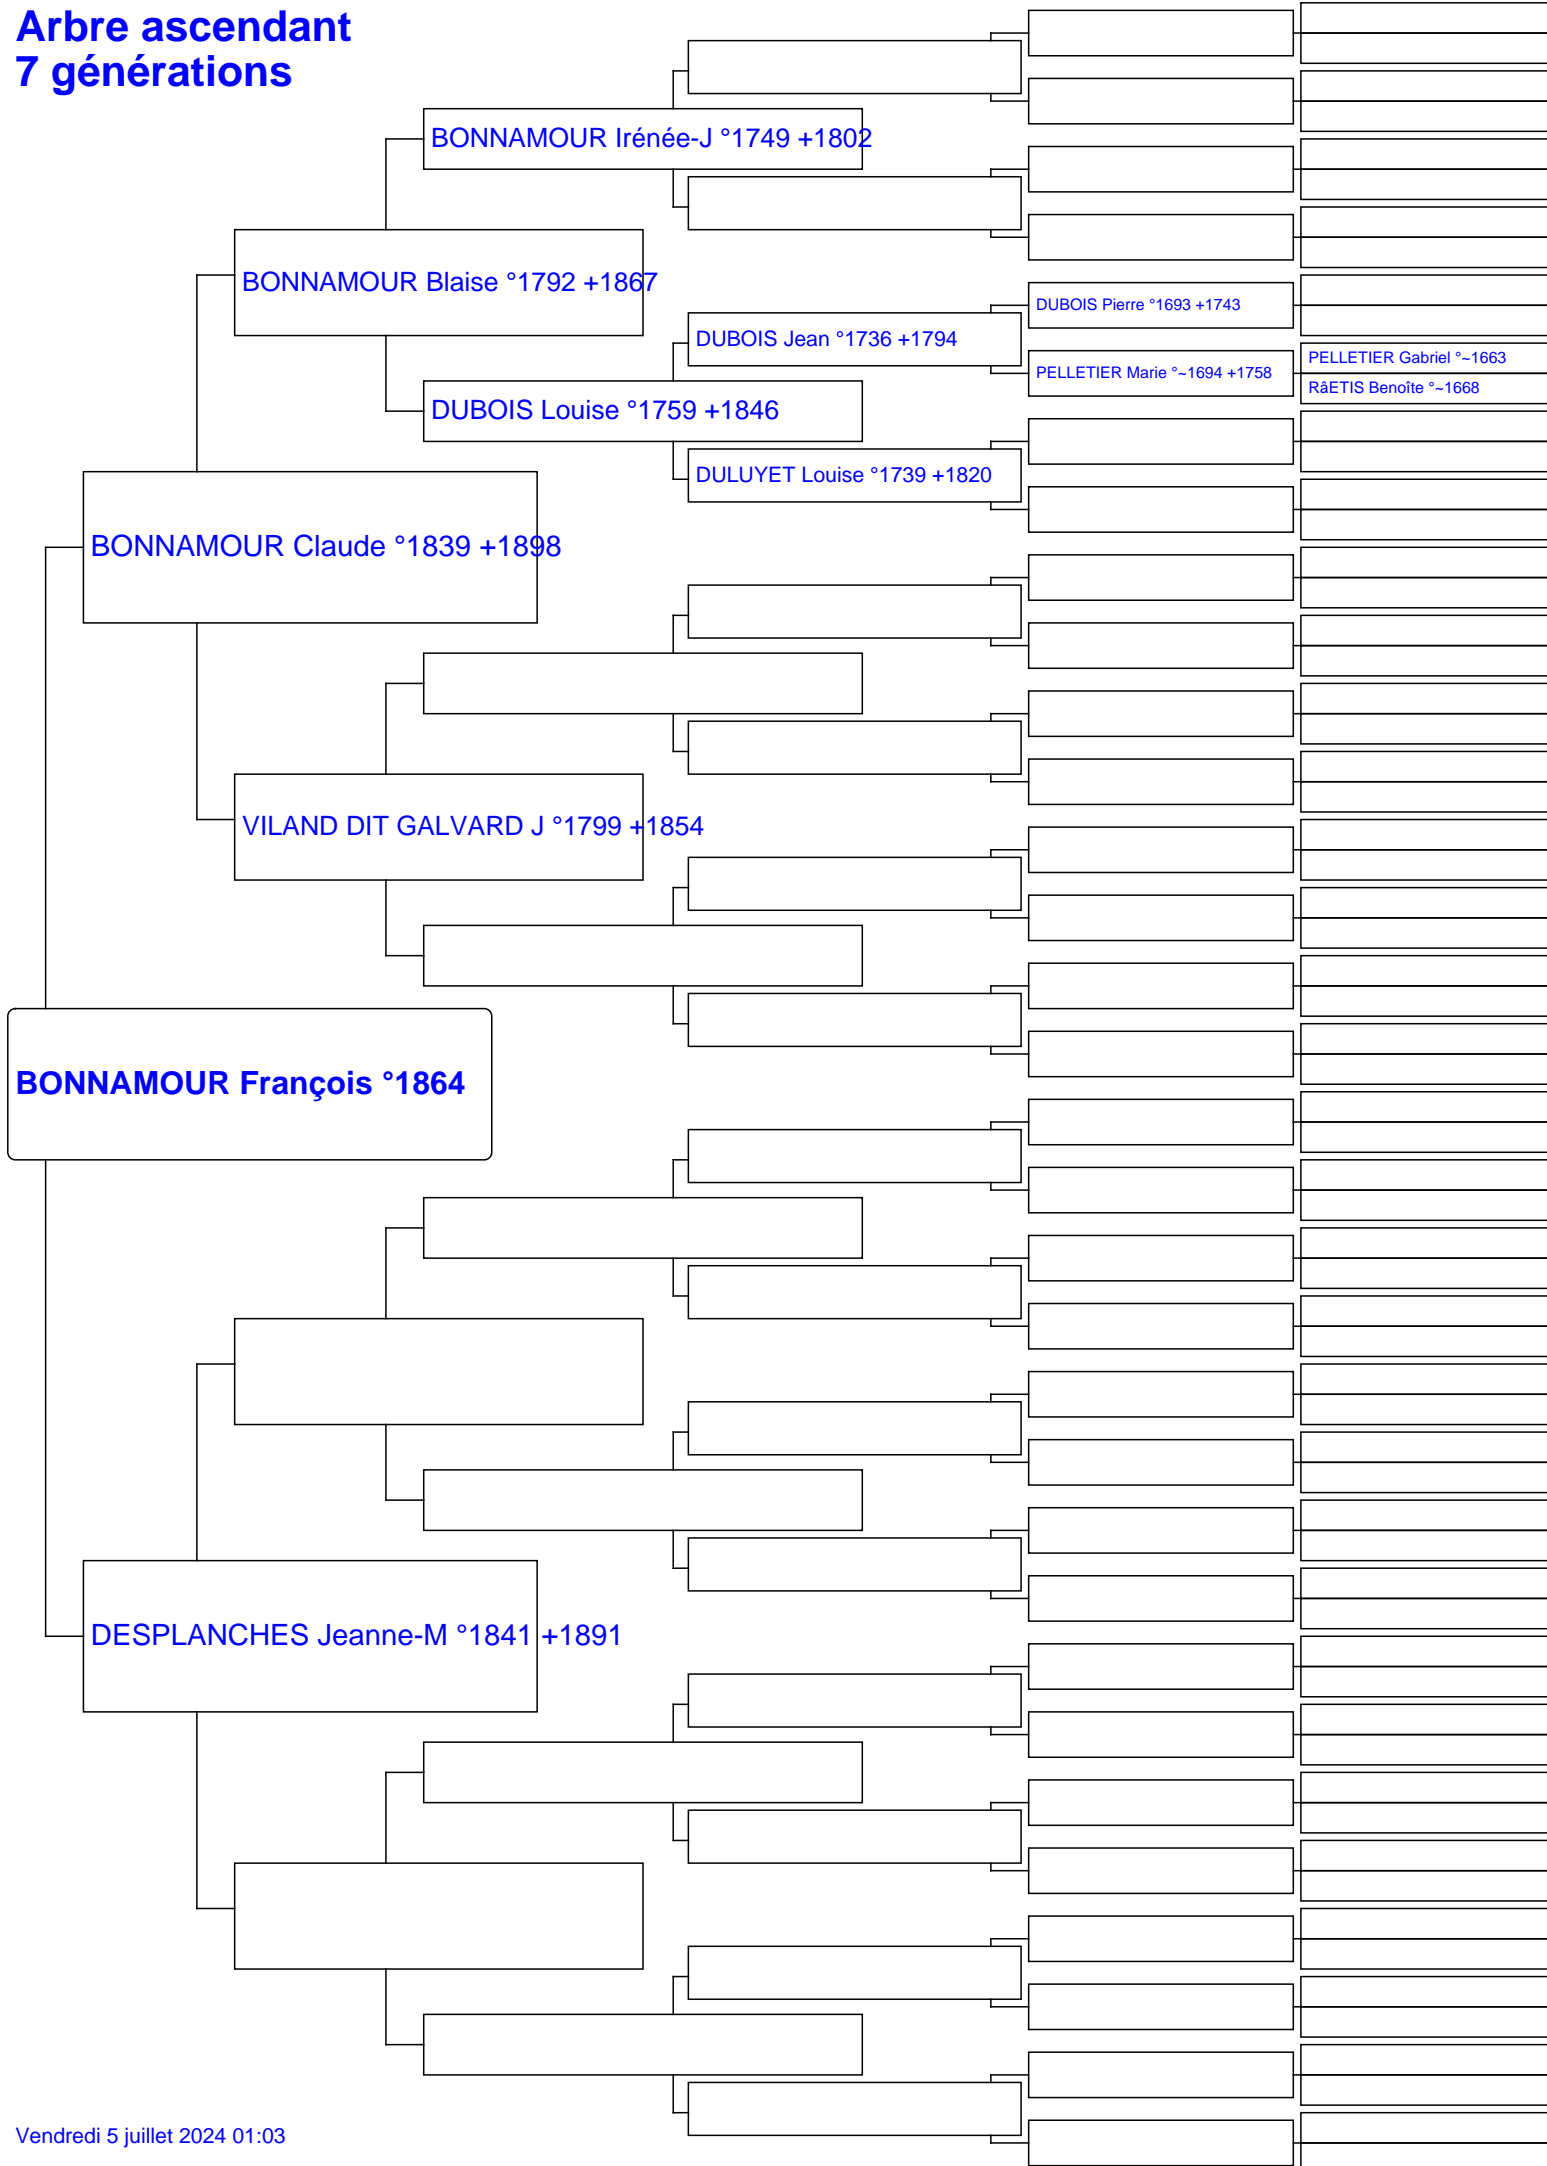 Arbre ascendant
7 générations
BONNAMOUR Irénée-J °1749 +1802
BONNAMOUR Blaise °1792 +1867
DUBOIS Pierre °1693 +1743
DUBOIS Jean °1736 +1794
PELLETIER Gabriel °~1663
PELLETIER Marie °~1694 +1758
RâETIS Benoîte °~1668
DUBOIS Louise °1759 +1846
DULUYET Louise °1739 +1820
BONNAMOUR Claude °1839 +1898
VILAND DIT GALVARD J °1799 +1854
BONNAMOUR François °1864
DESPLANCHES Jeanne-M °1841 +1891
Vendredi 5 juillet 2024 01:03